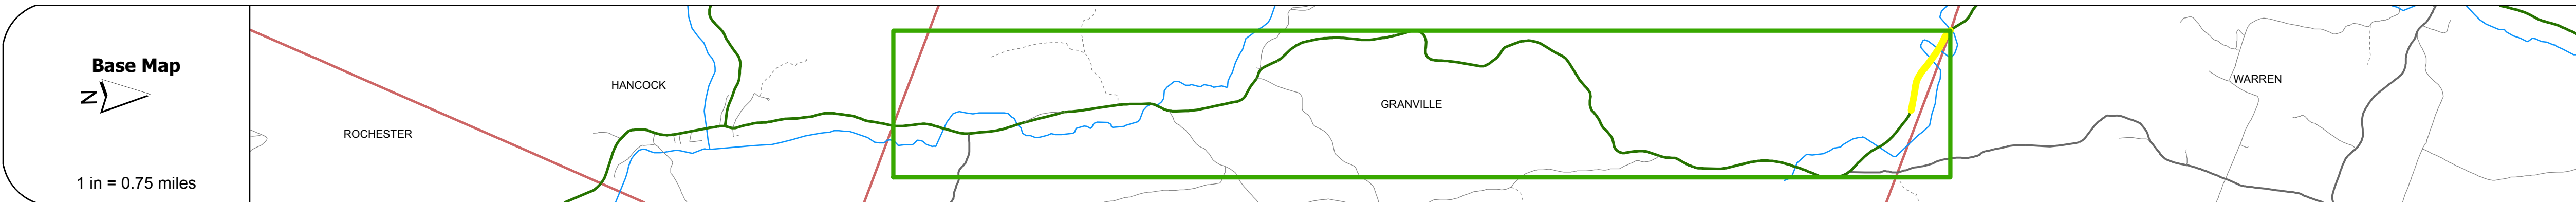 Base Map
N
1 in = 0.75 miles
ROCHESTER
HANCOCK
GRANVILLE
WARREN